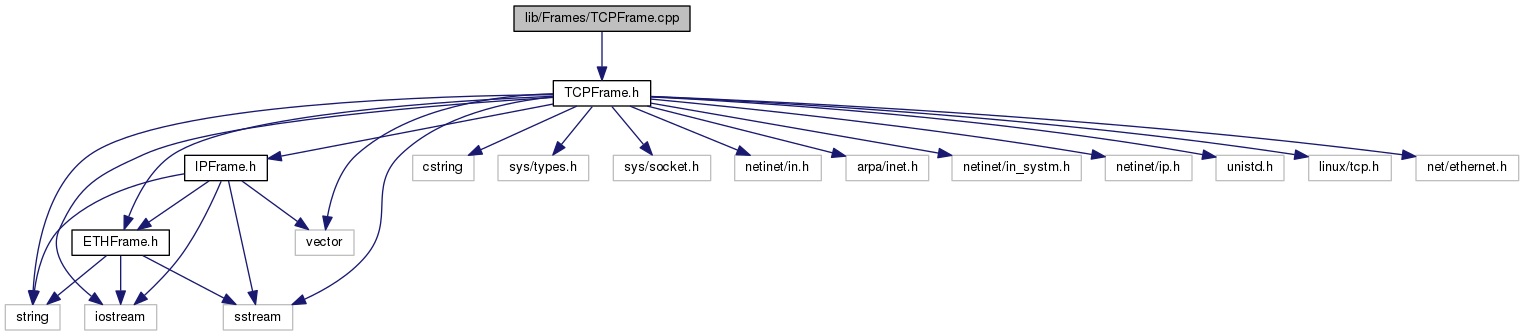 lib/Frames/TCPFrame.cpp
TCPFrame.h
IPFrame.h
cstring
sys/types.h
sys/socket.h
netinet/in.h
arpa/inet.h
netinet/in_systm.h
netinet/ip.h
unistd.h
linux/tcp.h
net/ethernet.h
ETHFrame.h
vector
string
iostream
sstream